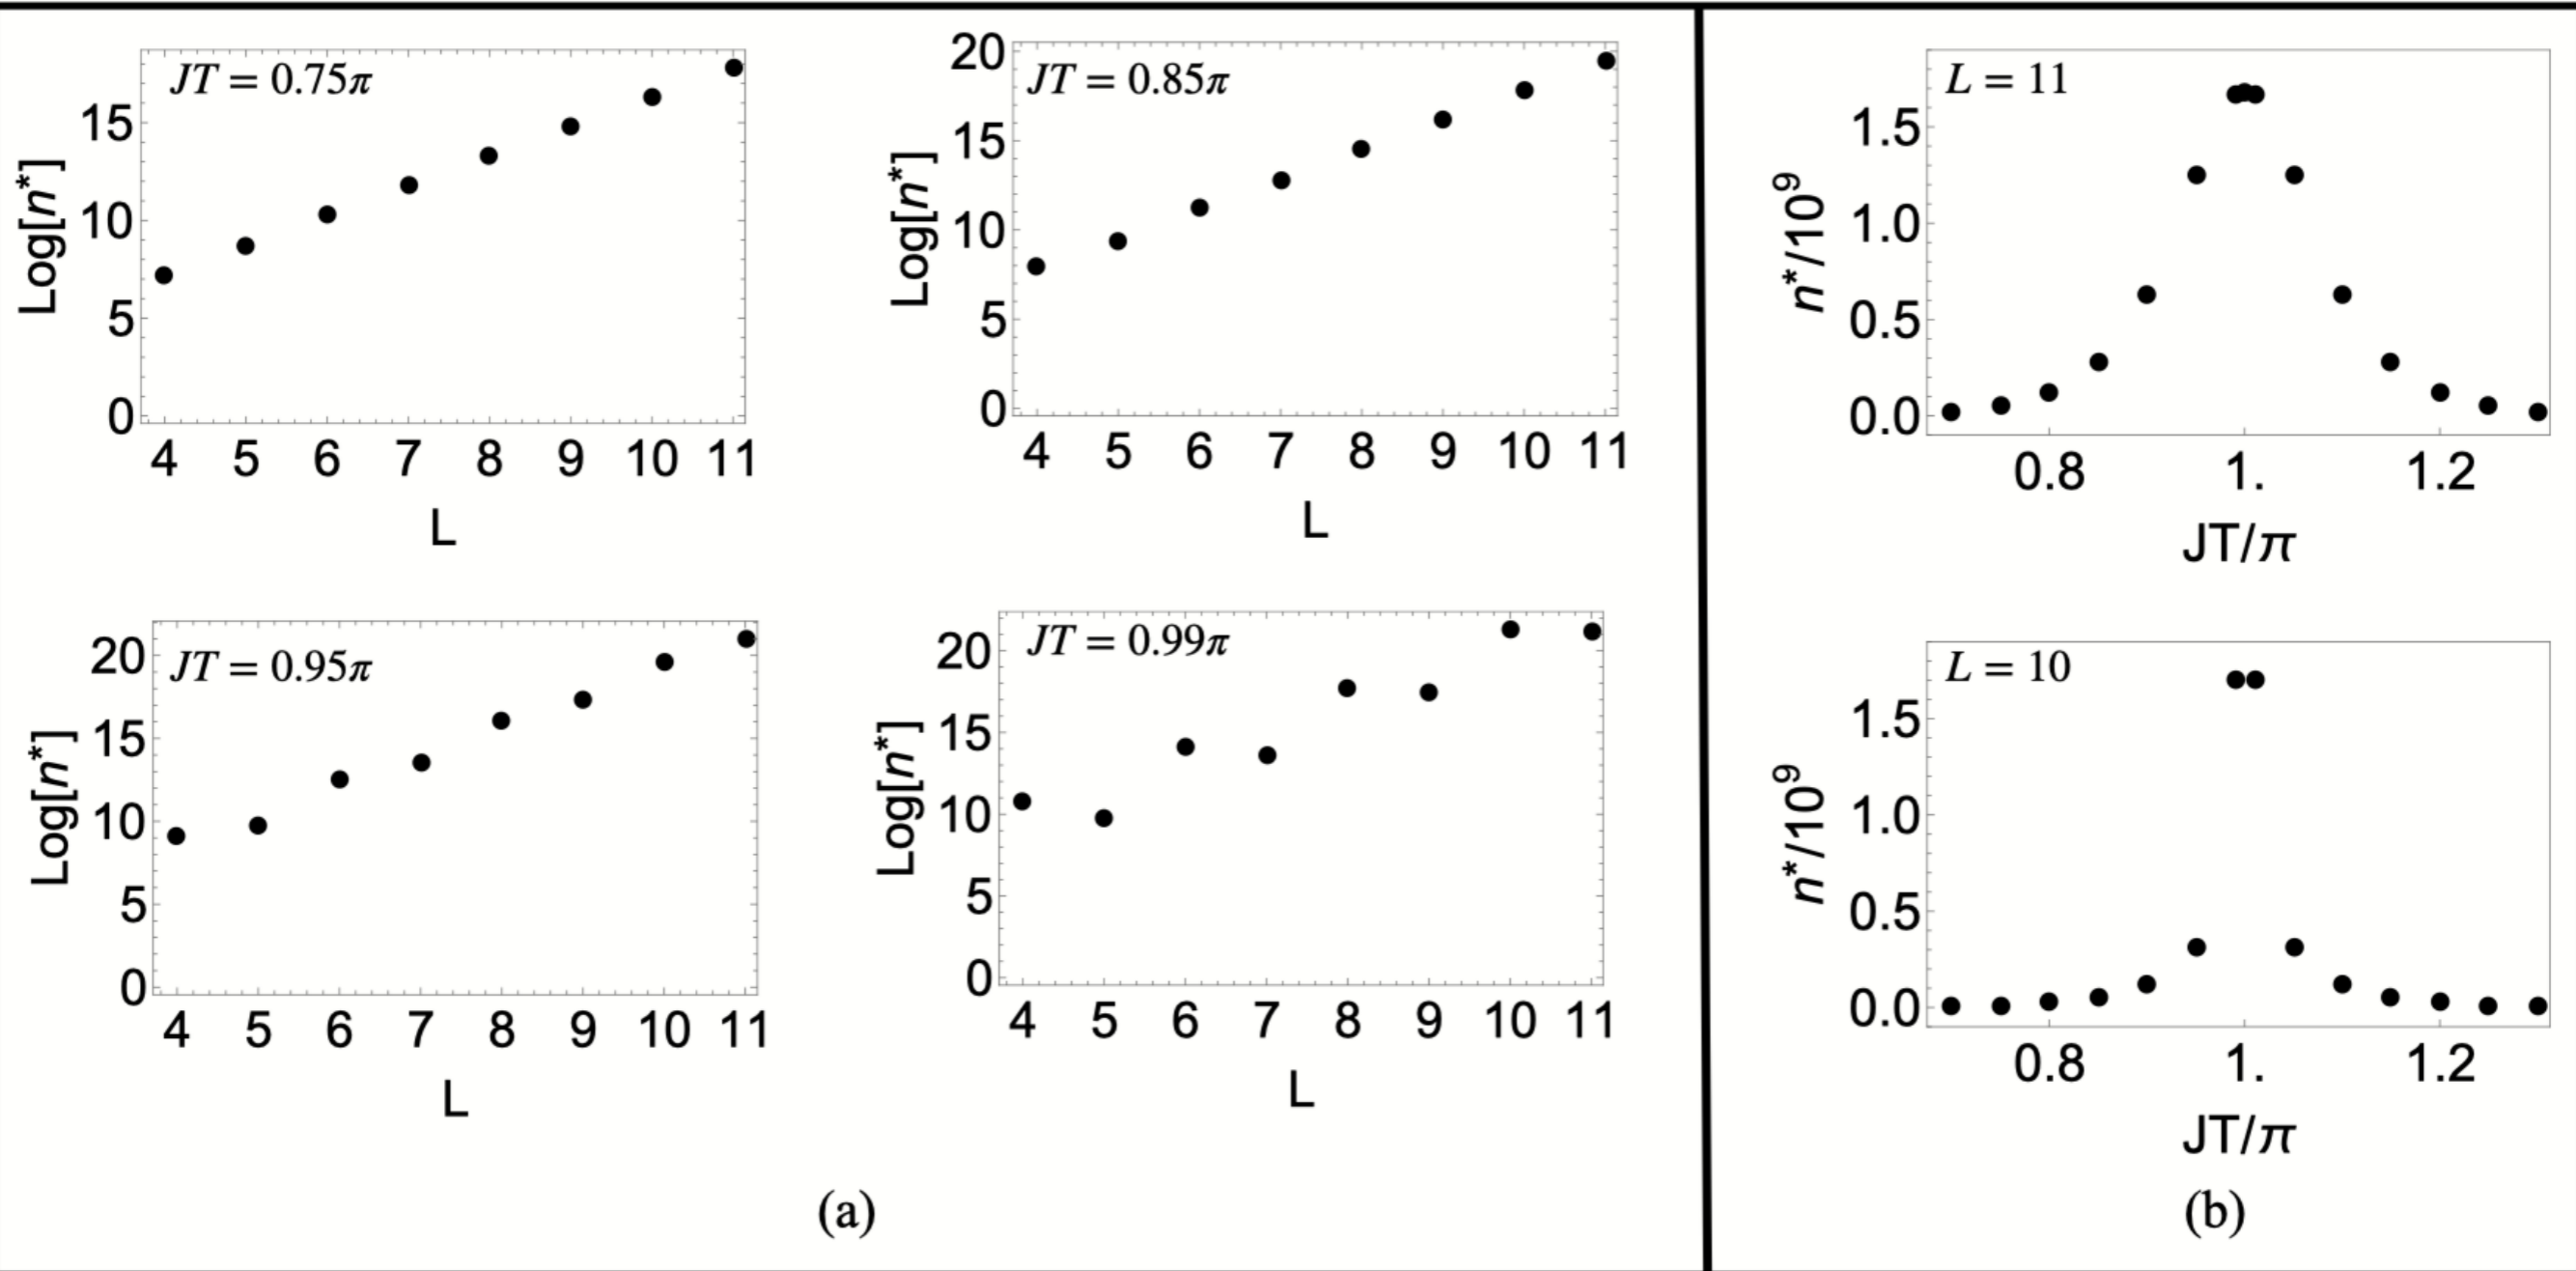 JT = 0.75π
Log[n*]
15
10
5
0
4 5 6 7 8 9 10 11
L
JT = 0.85π
Log[n*]
20
15
10
5
0
4 5 6 7 8 9 10 11
L
JT = 0.95π
Log[n*]
20
15
10
5
0
4 5 6 7 8 9 10 11
L
JT = 0.99π
Log[n*]
20
15
10
5
0
4 5 6 7 8 9 10 11
L
(a)
L = 11
n*/10⁹
1.5
1.0
0.5
0.0
0.8 1. 1.2
JT/π
L = 10
n*/10⁹
1.5
1.0
0.5
0.0
0.8 1. 1.2
JT/π
(b)